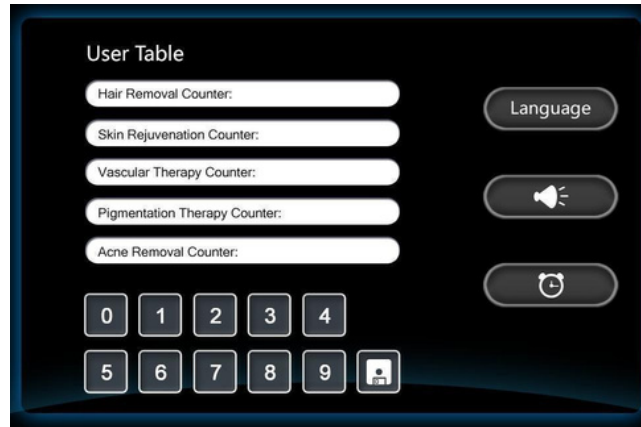 User Table
Hair Removal Counter:
Skin Rejuvenation Counter:
Vascular Therapy Counter:
Pigmentation Therapy Counter:
Acne Removal Counter:
Language
0 1 2 3 4
5 6 7 8 9